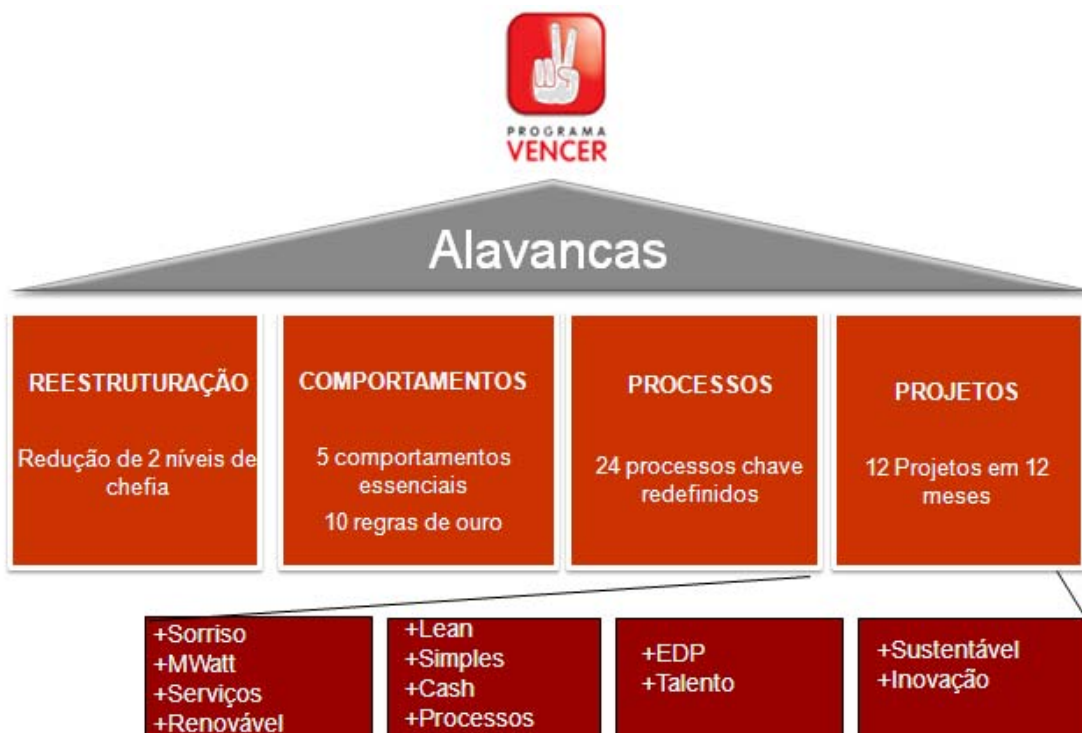 PROGRAMA
VENCER
Alavancas
REESTRUTURAÇÃO
Redução de 2 níveis de
chefia
COMPORTAMENTOS
5 comportamentos
essenciais
10 regras de ouro
PROCESSOS
24 processos chave
redefinidos
PROJETOS
12 Projetos em 12
meses
+Sorriso
+MWatt
+Serviços
+Renovável
+Lean
+Simples
+Cash
+Processos
+EDP
+Talento
+Sustentável
+Inovação